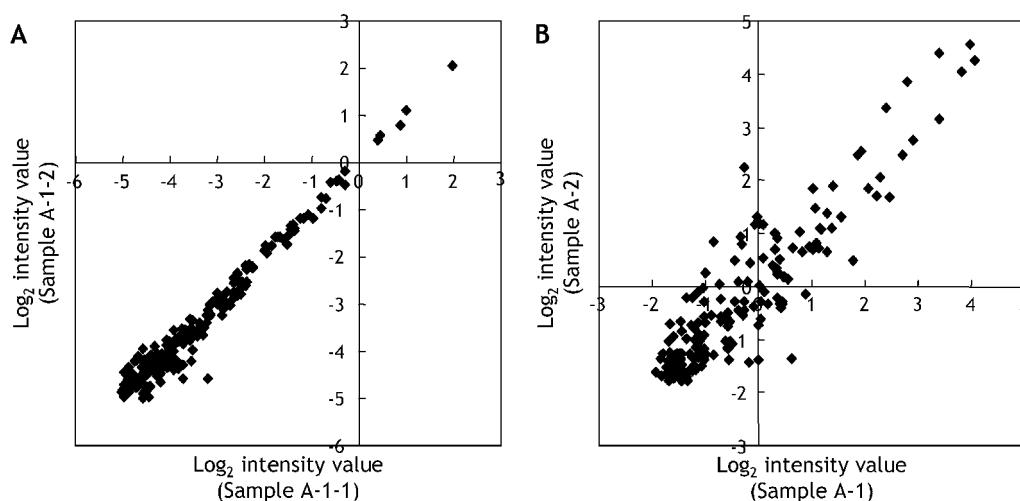 A
B
Log2 intensity value
(Sample A-1-2)
3
2
1
0
-1
-2
-3
-4
-5
-6
-6 -5 -4 -3 -2 -1 0 1 2 3
Log2 intensity value
(Sample A-1-1)
Log2 intensity value
(Sample A-2)
5
4
3
2
1
0
-1
-2
-3
-3 -2 -1 0 1 2 3 4
Log2 intensity value
(Sample A-1)